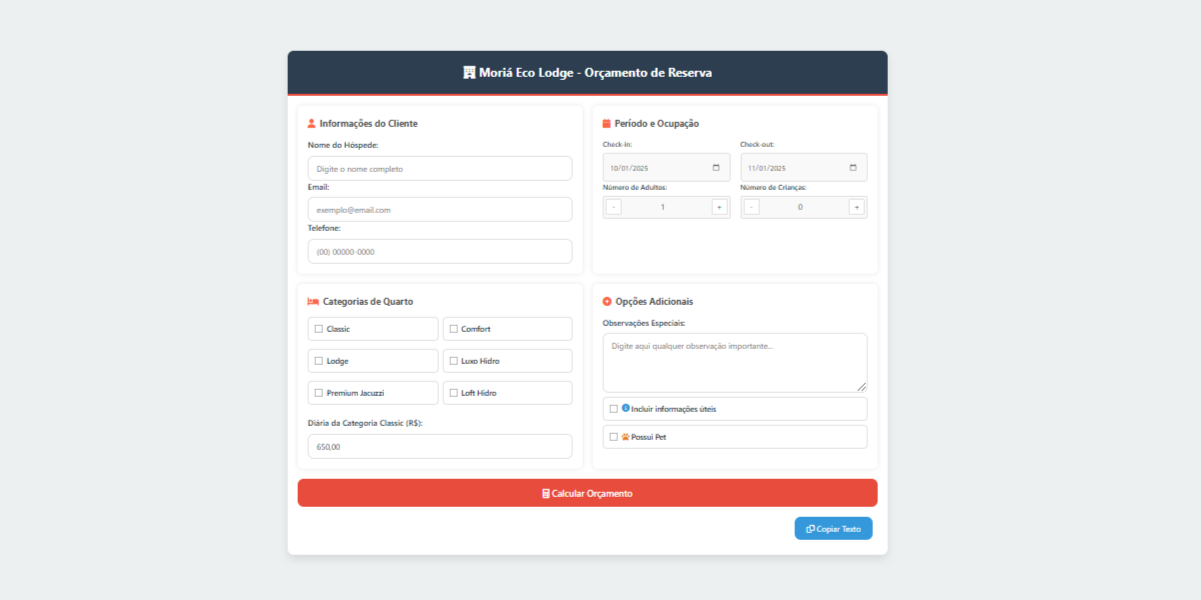 Moriá Eco Lodge - Orçamento de Reserva
Informações do Cliente
Nome do Hóspede:
Digite o nome completo
Email:
exemplo@email.com
Telefone:
(00) 00000-0000
Período e Ocupação
Check-in: Check-out:
10/01/2025 11/01/2025
Número de Adultos: Número de Crianças:
- 1 + - 0 +
Categorias de Quarto
Classic Comfort
Lodge Luxo Hidro
Premium Jacuzzi Loft Hidro
Diária da Categoria Classic (R$):
650,00
Opções Adicionais
Observações Especiais:
Digite aqui qualquer observação importante...
Incluir informações úteis
Possui Pet
Calcular Orçamento
Copiar Texto